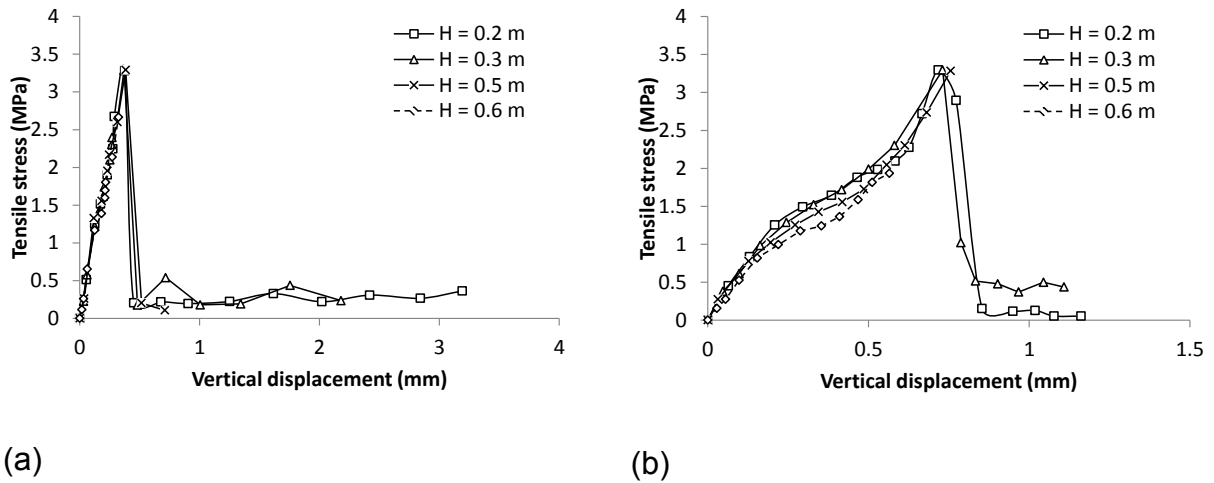 4
3.5
3
2.5
2
1.5
1
0.5
0
Tensile stress (MPa)
0 1 2 3 4
Vertical displacement (mm)
H = 0.2 m
H = 0.3 m
H = 0.5 m
H = 0.6 m
(a)
4
3.5
3
2.5
2
1.5
1
0.5
0
Tensile stress (MPa)
0 0.5 1 1.5
Vertical displacement (mm)
H = 0.2 m
H = 0.3 m
H = 0.5 m
H = 0.6 m
(b)